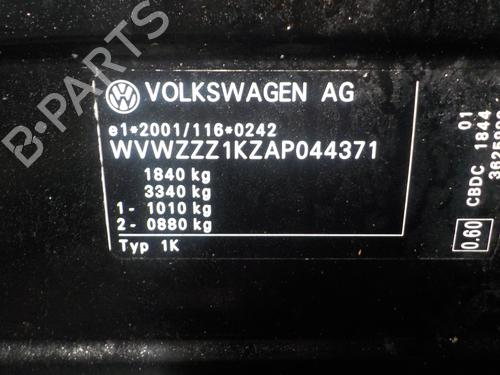 VOLKSWAGEN AG
e1*2001/116*0242
WVWZZZ1KZAP044371
1840 kg
3340 kg
1- 1010 kg
2- 0880 kg
Typ 1K
01
CBDC 1844
0.60
B-PARTS